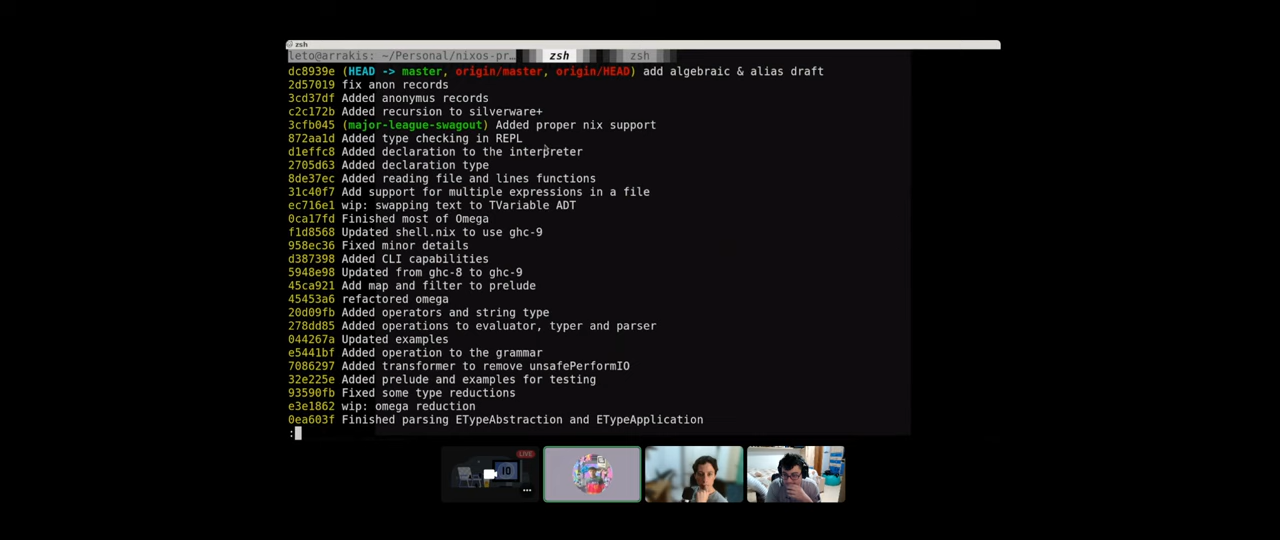 zsh
leto@arrakis: ~/Personal/nixos-pr… zsh zsh
dc8939e (HEAD -> master, origin/master, origin/HEAD) add algebraic & alias draft
2d57019 fix anon records
3cd37df Added anonymus records
c2c172b Added recursion to silverware+
3cfb045 (major-league-swagout) Added proper nix support
872aa1d Added type checking in REPL
d1effc8 Added declaration to the interpreter
2705d63 Added declaration type
8de37ec Added reading file and lines functions
31c40f7 Add support for multiple expressions in a file
ec716e1 wip: swapping text to TVariable ADT
0ca17fd Finished most of Omega
f1d8568 Updated shell.nix to use ghc-9
958ec36 Fixed minor details
d387398 Added CLI capabilities
5948e98 Updated from ghc-8 to ghc-9
45ca921 Add map and filter to prelude
45453a6 refactored omega
20d09fb Added operators and string type
278dd85 Added operations to evaluator, typer and parser
044267a Updated examples
e5441bf Added operation to the grammar
7086297 Added transformer to remove unsafePerformIO
32e225e Added prelude and examples for testing
93590fb Fixed some type reductions
e3e1862 wip: omega reduction
0ea603f Finished parsing ETypeAbstraction and ETypeApplication
:
LIVE
IO